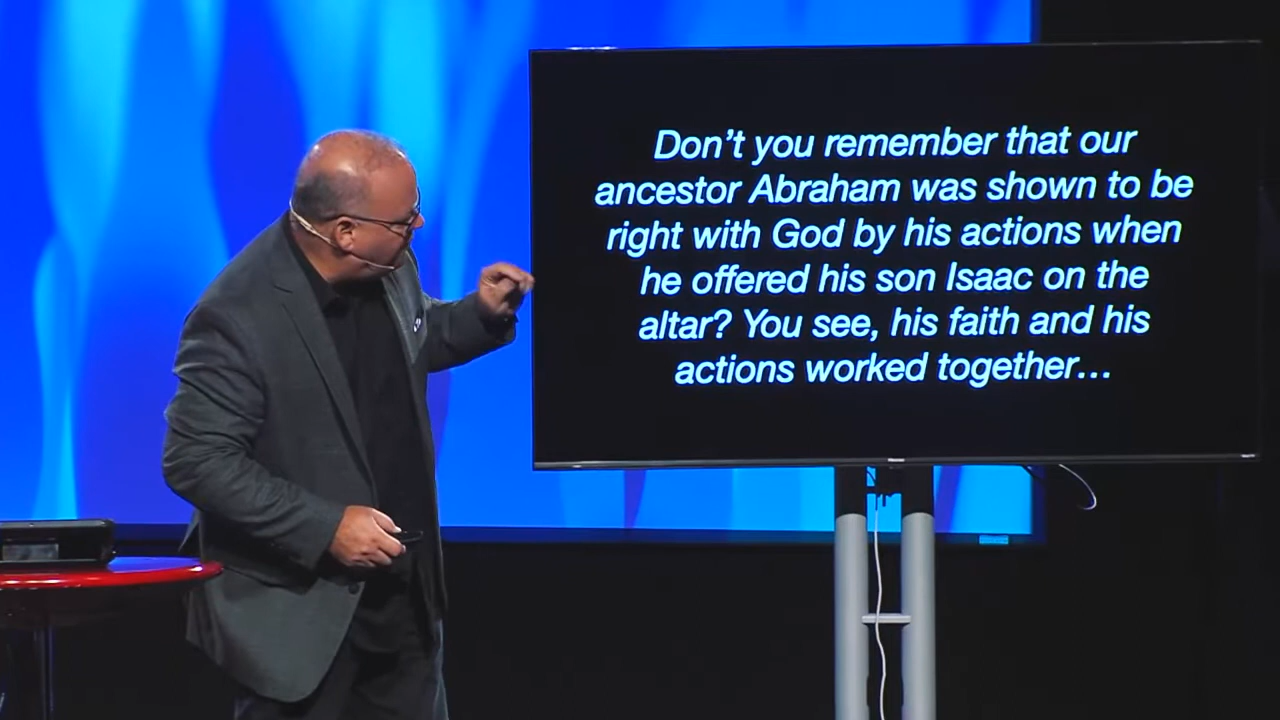 Don’t you remember that our
ancestor Abraham was shown to be
right with God by his actions when
he offered his son Isaac on the
altar? You see, his faith and his
actions worked together…